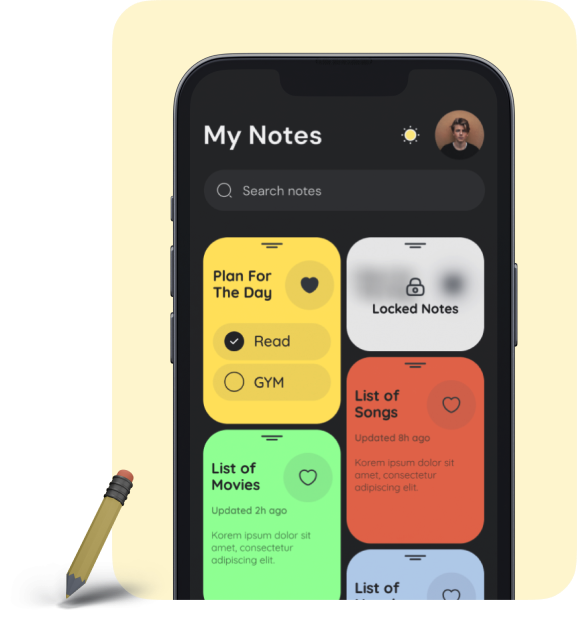 My Notes
Search notes
Plan For
The Day
Read
GYM
Locked Notes
List of
Songs
Updated 8h ago
Korem ipsum dolor sit
amet, consectetur
adipiscing elit.
List of
Movies
Updated 2h ago
Korem ipsum dolor sit
amet, consectetur
adipiscing elit.
List of